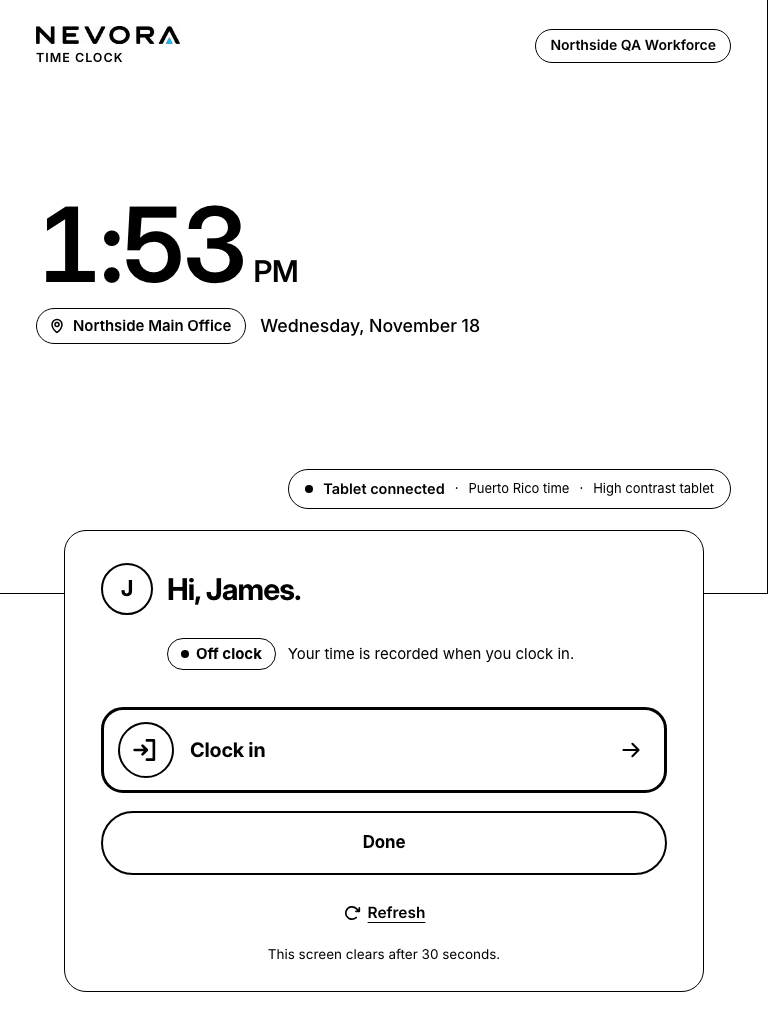 NEVORA
TIME CLOCK
Northside QA Workforce
1:53 PM
Northside Main Office
Wednesday, November 18
Tablet connected · Puerto Rico time · High contrast tablet
J
Hi, James.
Off clock
Your time is recorded when you clock in.
Clock in
Done
Refresh
This screen clears after 30 seconds.